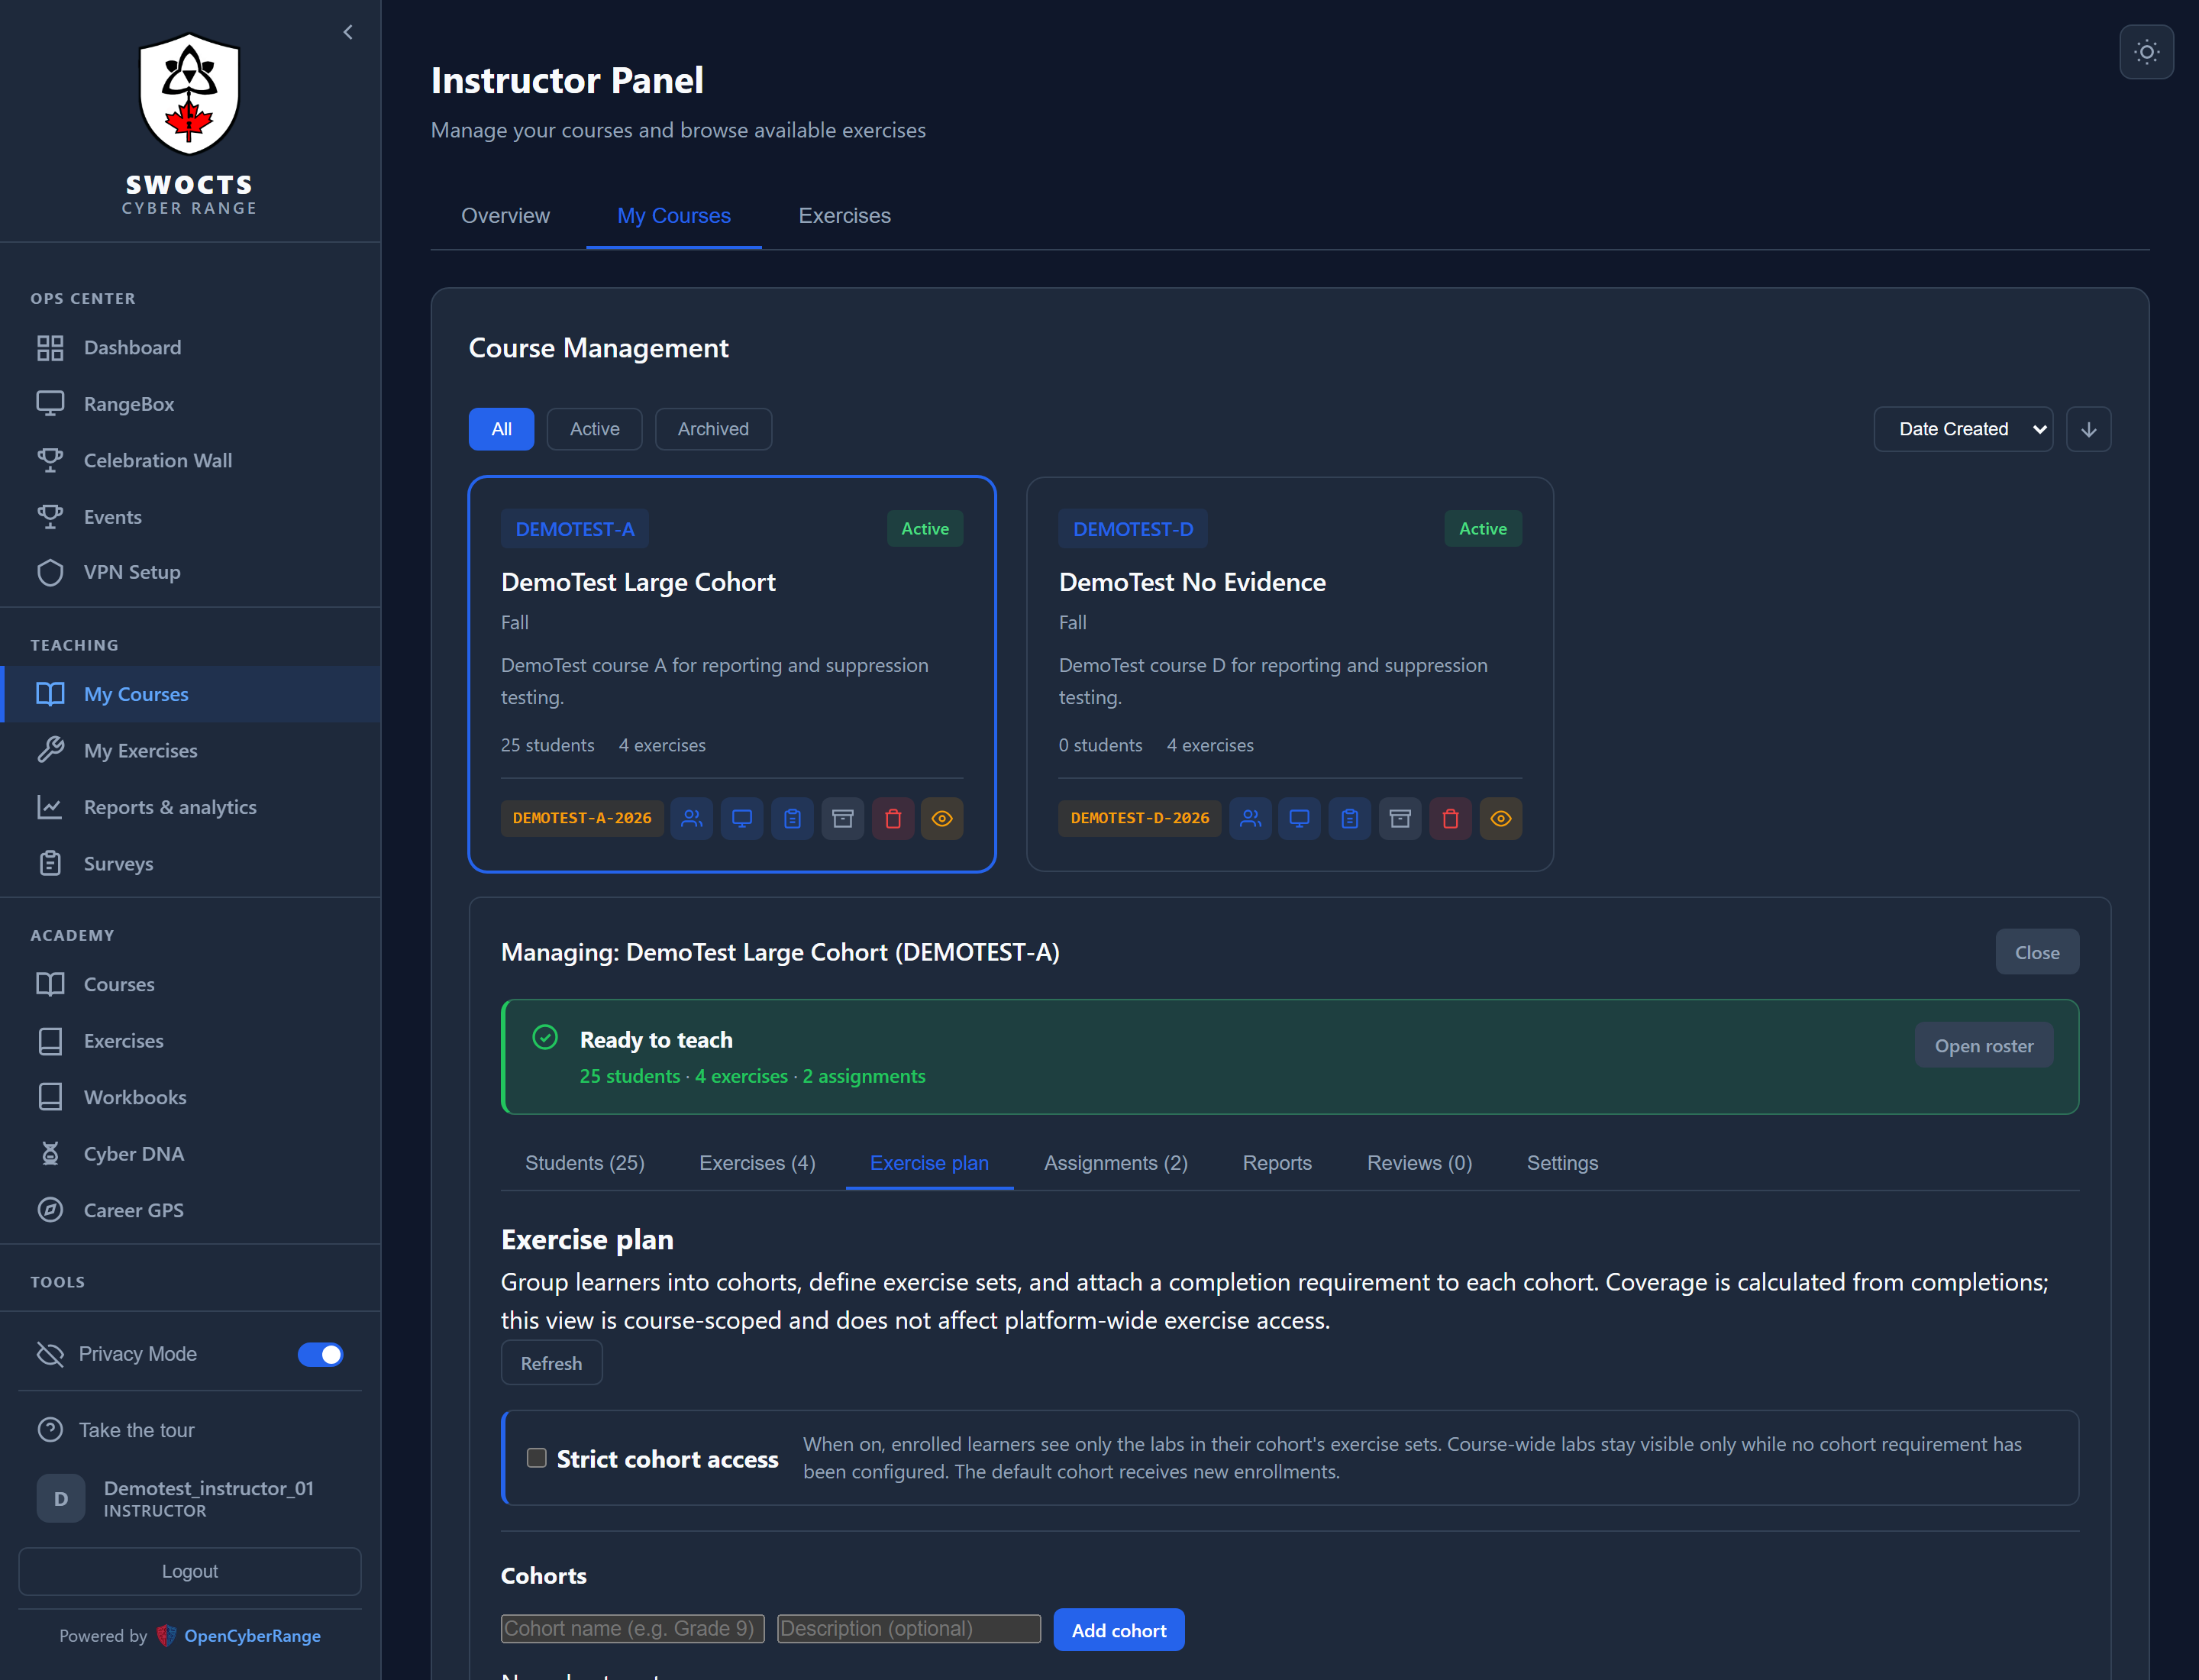 SWOCTS
CYBER RANGE
OPS CENTER
Dashboard
RangeBox
Celebration Wall
Events
VPN Setup
TEACHING
My Courses
My Exercises
Reports & analytics
Surveys
ACADEMY
Courses
Exercises
Workbooks
Cyber DNA
Career GPS
TOOLS
Privacy Mode
Take the tour
D
Demotest_instructor_01
INSTRUCTOR
Logout
Powered by OpenCyberRange
Instructor Panel
Manage your courses and browse available exercises
Overview My Courses Exercises
Course Management
All Active Archived
Date Created
DEMOTEST-A Active
DemoTest Large Cohort
Fall
DemoTest course A for reporting and suppression
testing.
25 students 4 exercises
DEMOTEST-A-2026
DEMOTEST-D Active
DemoTest No Evidence
Fall
DemoTest course D for reporting and suppression
testing.
0 students 4 exercises
DEMOTEST-D-2026
Managing: DemoTest Large Cohort (DEMOTEST-A)
Close
Ready to teach
25 students · 4 exercises · 2 assignments
Open roster
Students (25) Exercises (4) Exercise plan Assignments (2) Reports Reviews (0) Settings
Exercise plan
Group learners into cohorts, define exercise sets, and attach a completion requirement to each cohort. Coverage is calculated from completions;
this view is course-scoped and does not affect platform-wide exercise access.
Refresh
Strict cohort access
When on, enrolled learners see only the labs in their cohort's exercise sets. Course-wide labs stay visible only while no cohort requirement has
been configured. The default cohort receives new enrollments.
Cohorts
Cohort name (e.g. Grade 9) Description (optional) Add cohort